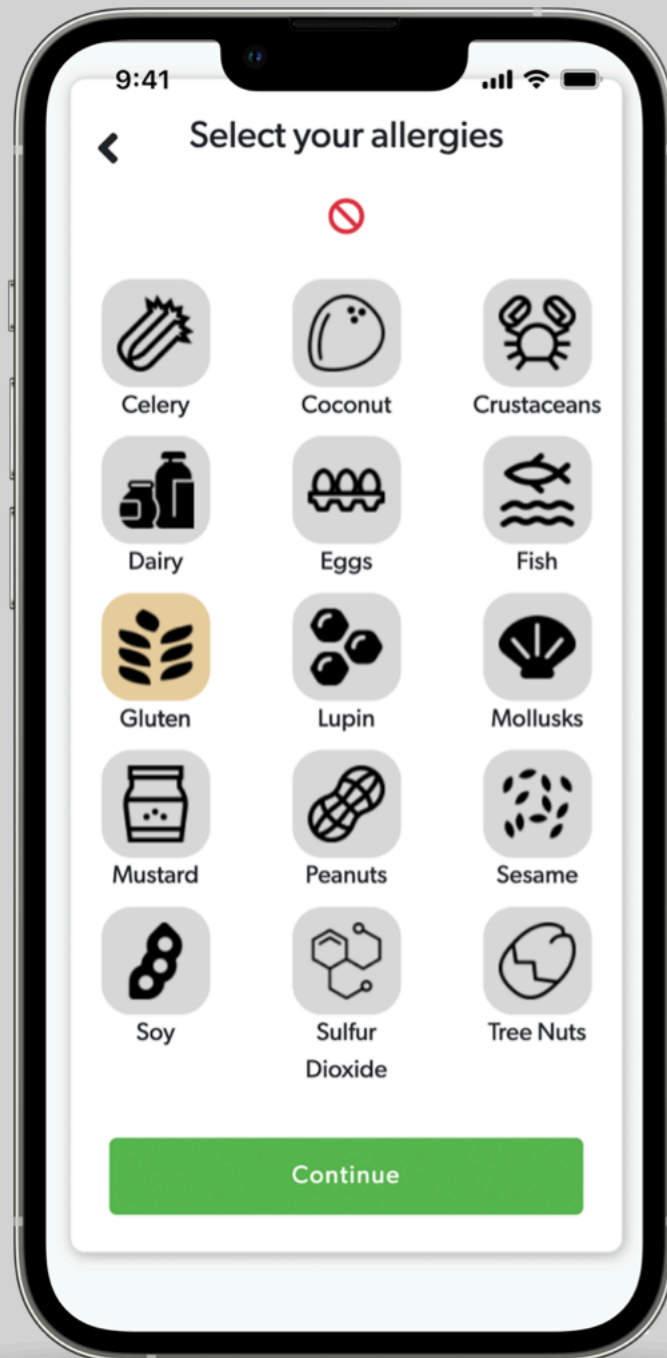 9:41
Select your allergies
Celery
Coconut
Crustaceans
Dairy
Eggs
Fish
Gluten
Lupin
Mollusks
Mustard
Peanuts
Sesame
Soy
Sulfur
Dioxide
Tree Nuts
Continue